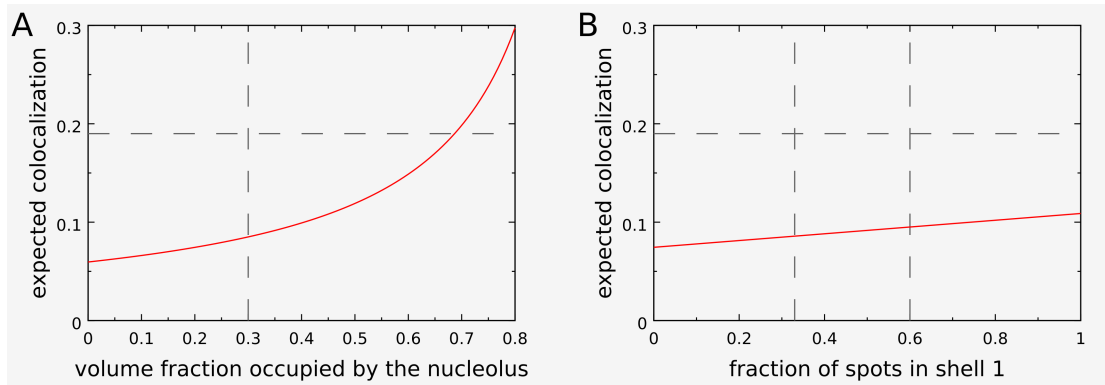 A
0.3
0.2
0.1
0
expected colocalization
0 0.1 0.2 0.3 0.4 0.5 0.6 0.7 0.8
volume fraction occupied by the nucleolus
B
0.3
0.2
0.1
0
expected colocalization
0 0.2 0.4 0.6 0.8 1
fraction of spots in shell 1